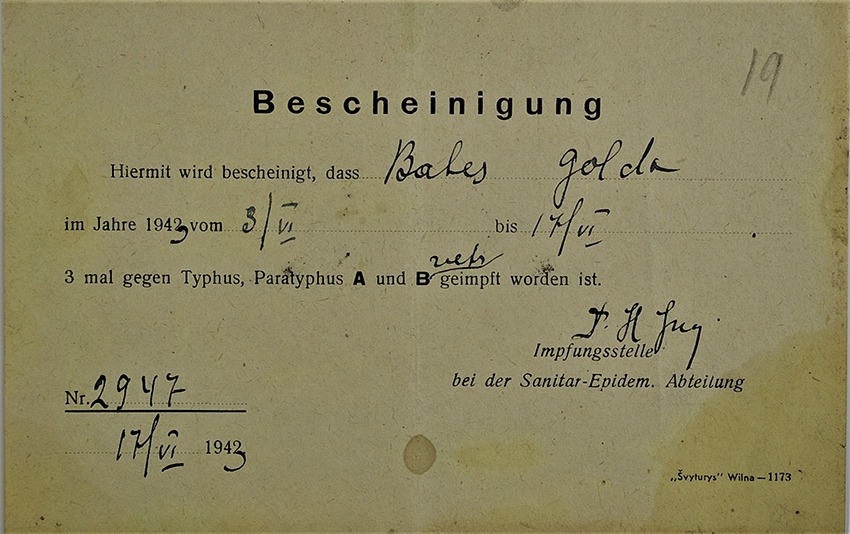 19
Bescheinigung
Hiermit wird bescheinigt, dass Bales Golda
im Jahre 1943 vom 3/VI bis 17/VI
3 mal gegen Typhus, Paratyphus A und B geimpft worden ist.
Impfungsstelle
bei der Sanitar-Epidem. Abteilung
Nr. 2947
17/VI 1943
„Švyturys" Wilna — 1173